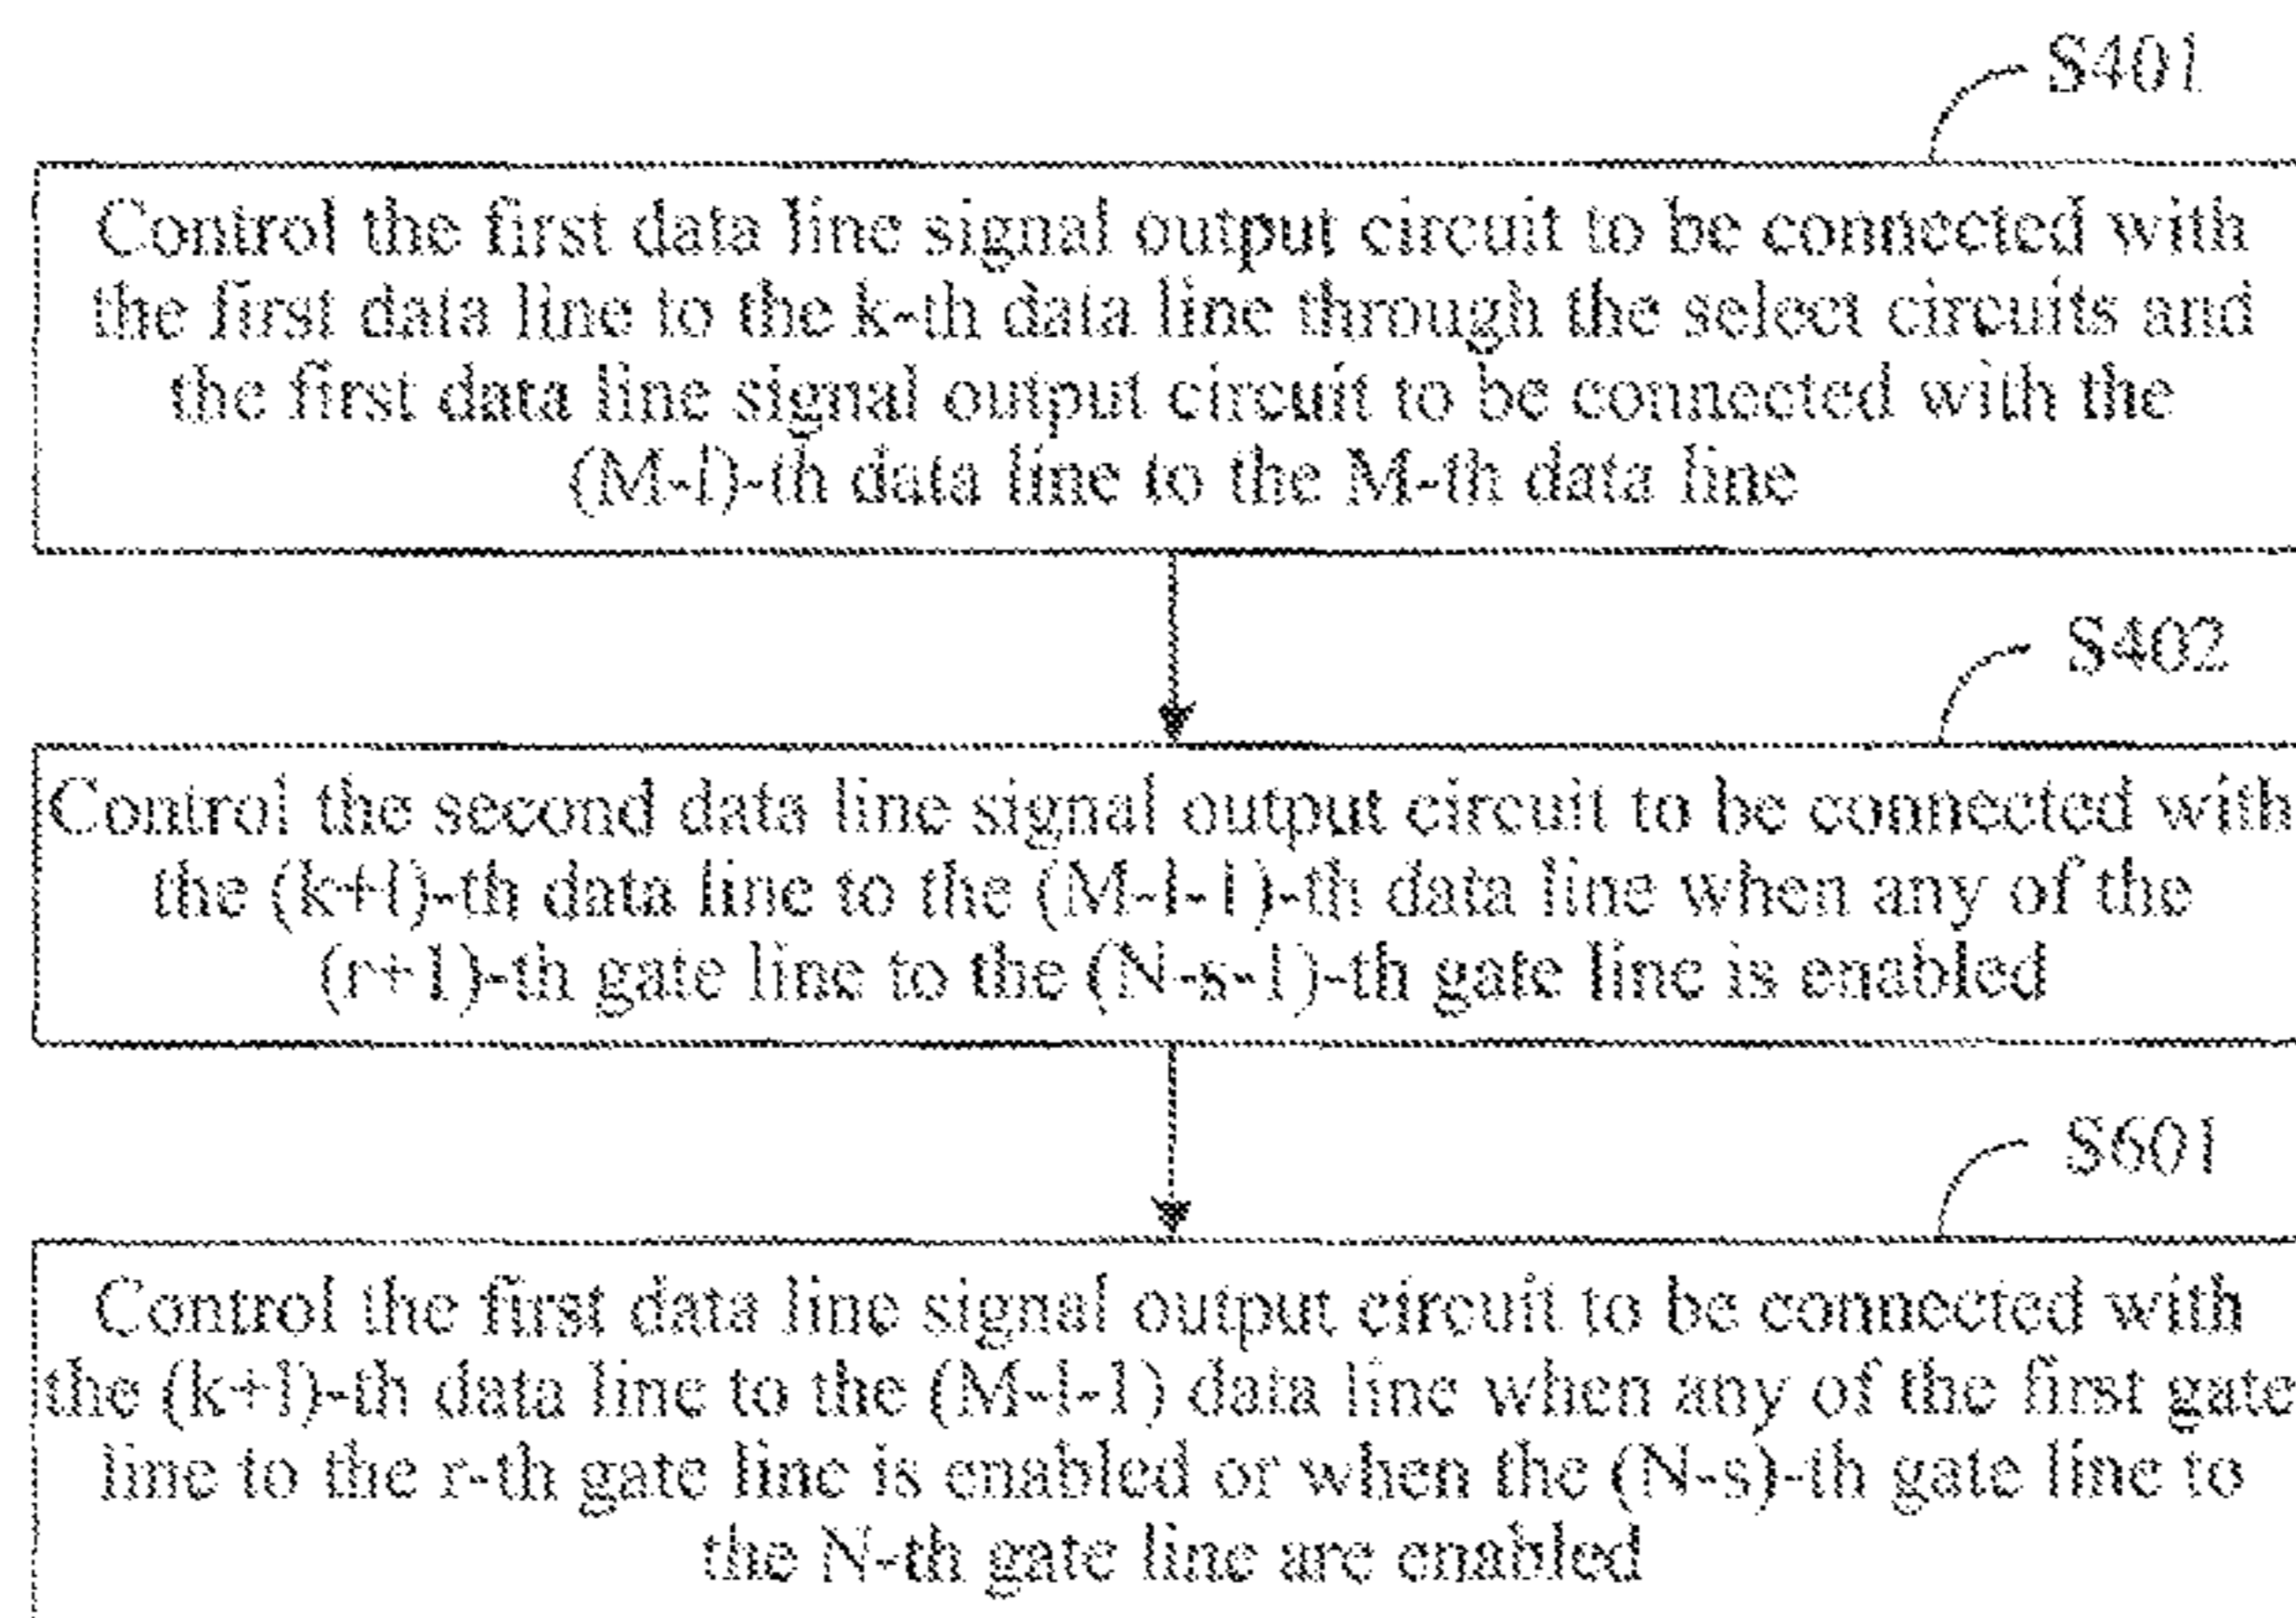 S401
Control the first data line signal output circuit to be connected with
the first data line to the k-th data line through the select circuits and
the first data line signal output circuit to be connected with the
(M-l)-th data line to the M-th data line
S402
Control the second data line signal output circuit to be connected with
the (k+l)-th data line to the (M-l-1)-th data line when any of the
(r+1)-th gate line to the (N-s-1)-th gate line is enabled
S601
Control the first data line signal output circuit to be connected with
the (k+l)-th data line to the (M-l-1) data line when any of the first gate
line to the r-th gate line is enabled or when the (N-s)-th gate line to
the N-th gate line are enabled